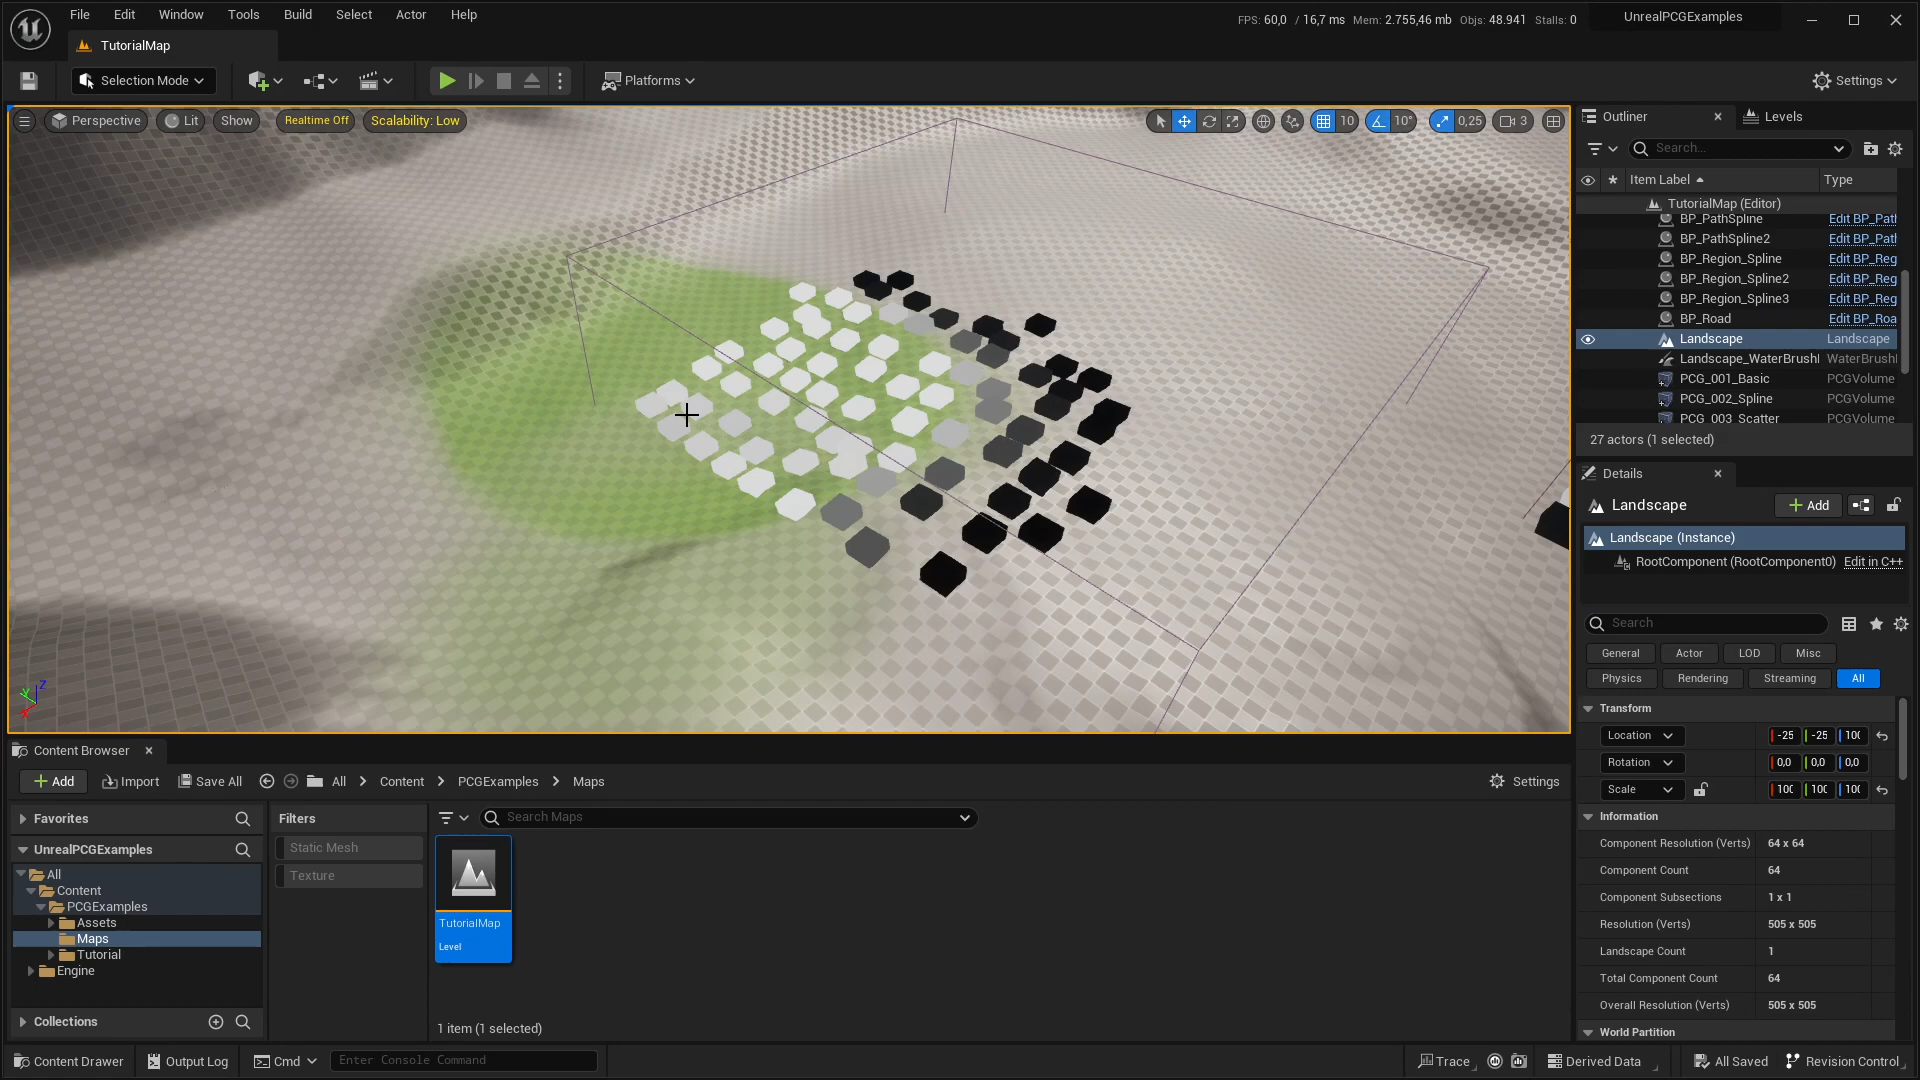 File Edit Window Tools Build Select Actor Help
FPS: 60,0 / 16,7 ms Mem: 2.755,46 mb Objs: 48.941 Stalls: 0
UnrealPCGExamples
TutorialMap
Selection Mode
Platforms
Settings
Perspective
Lit
Show
Realtime Off
Scalability: Low
10
10°
0,25
3
Outliner
Levels
Search...
Item Label
Type
TutorialMap (Editor)
BP_PathSpline Edit BP_Patl
BP_PathSpline2 Edit BP_Patl
BP_Region_Spline Edit BP_Reg
BP_Region_Spline2 Edit BP_Reg
BP_Region_Spline3 Edit BP_Reg
BP_Road Edit BP_Roa
Landscape Landscape
Landscape_WaterBrush WaterBrush
PCG_001_Basic PCGVolume
PCG_002_Spline PCGVolume
PCG_003_Scatter PCGVolume
27 actors (1 selected)
Details
Landscape
Add
Landscape (Instance)
RootComponent (RootComponent0) Edit in C++
Search
General Actor LOD Misc
Physics Rendering Streaming All
Transform
Location -25 -25 100
Rotation 0,0 0,0 0,0
Scale 100 100 100
Information
Component Resolution (Verts) 64 x 64
Component Count 64
Component Subsections 1 x 1
Resolution (Verts) 505 x 505
Landscape Count 1
Total Component Count 64
Overall Resolution (Verts) 505 x 505
World Partition
Y Z X
Content Browser
Add
Import
Save All
All
Content
PCGExamples
Maps
Settings
Favorites
UnrealPCGExamples
All
Content
PCGExamples
Assets
Maps
Tutorial
Engine
Collections
Filters
Static Mesh
Texture
Search Maps
TutorialMap
Level
1 item (1 selected)
Content Drawer
Output Log
Cmd
Enter Console Command
Trace
Derived Data
All Saved
Revision Control